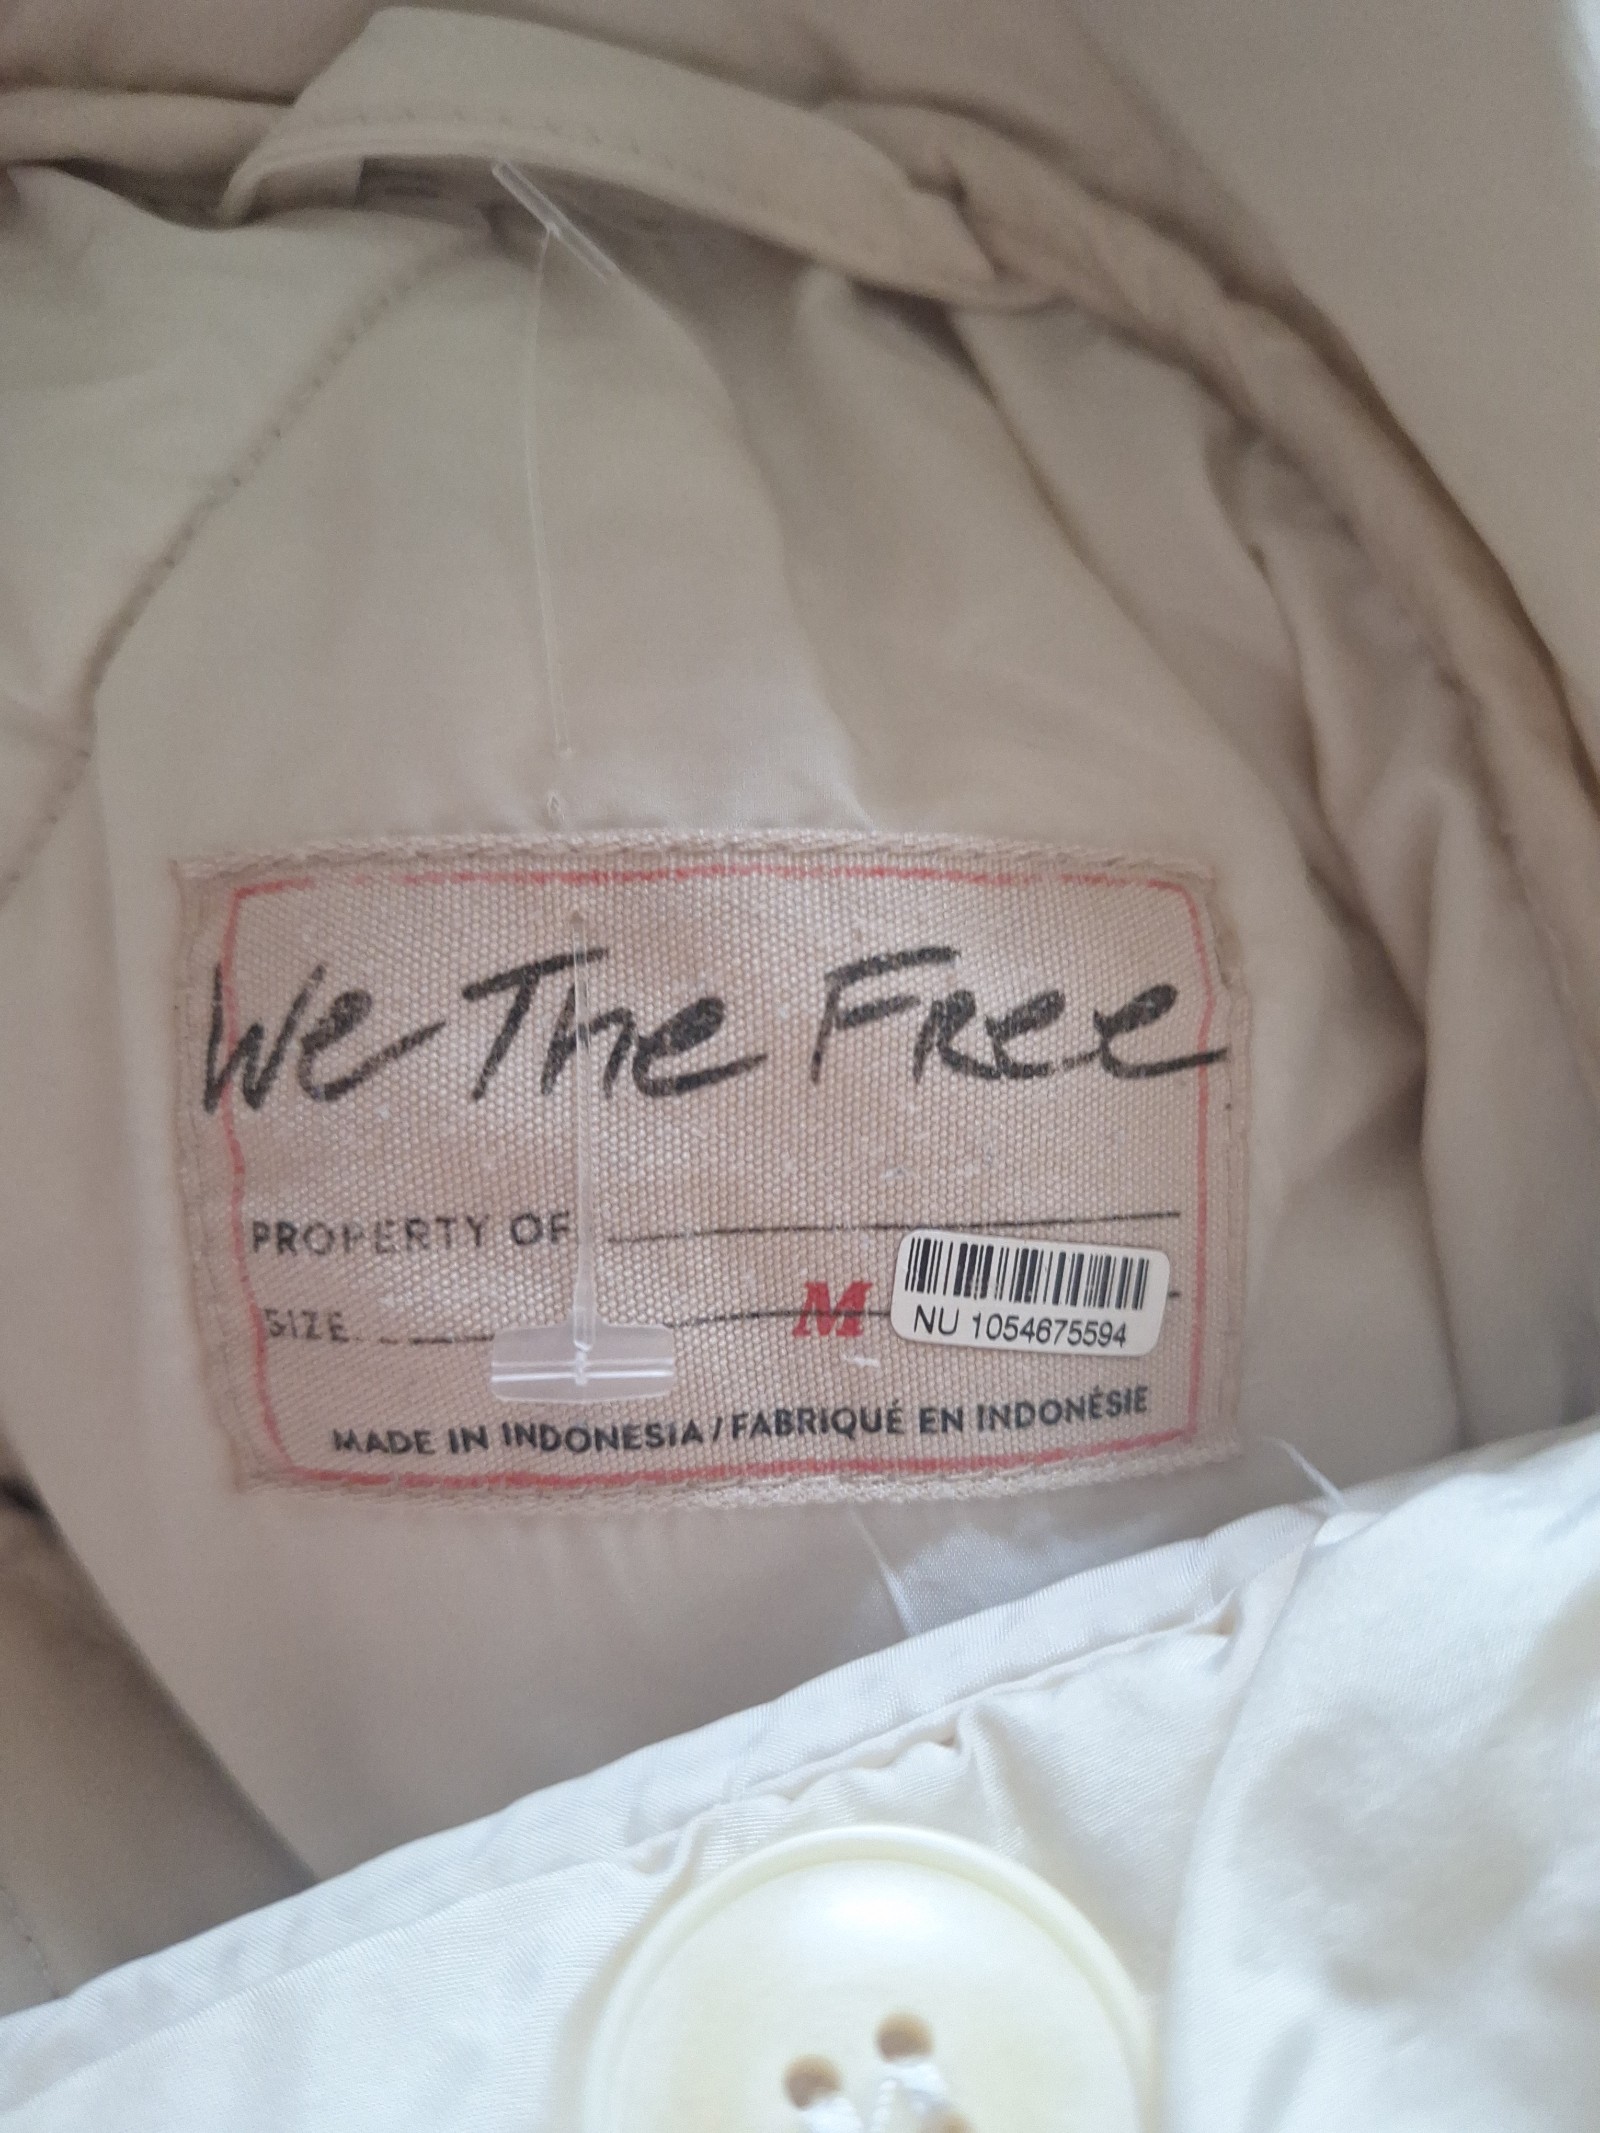 We The Free
PROPERTY OF
SIZE M
NU 1054675594
MADE IN INDONESIA / FABRIQUÉ EN INDONÉSIE